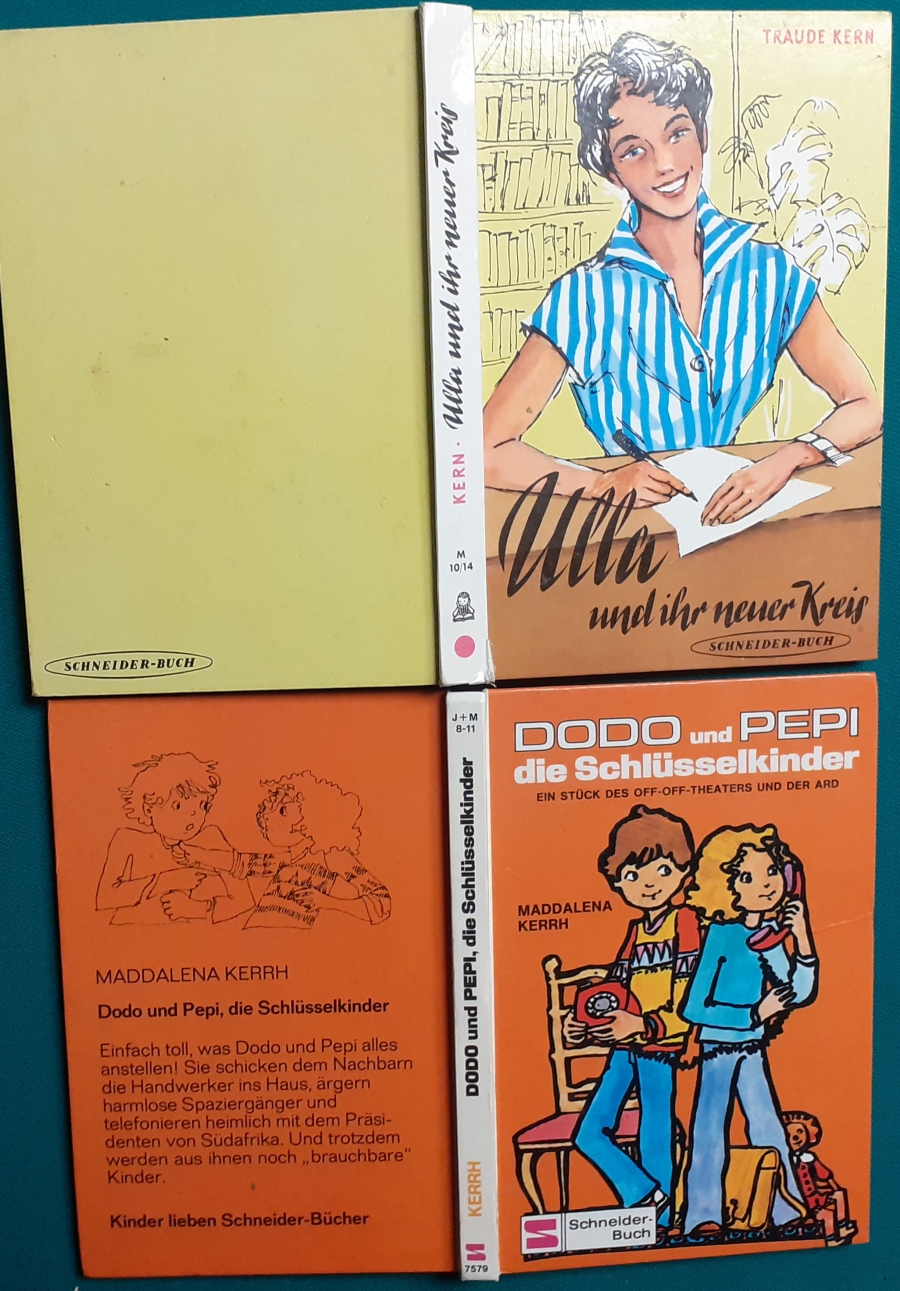 SCHNEIDER-BUCH
KERN · Ulla und ihr neuer Kreis
M
10/14
TRAUDE KERN
Ulla
und ihr neuer Kreis
SCHNEIDER-BUCH
MADDALENA KERRH
Dodo und Pepi, die Schlüsselkinder
Einfach toll, was Dodo und Pepi alles
anstellen! Sie schicken dem Nachbarn
die Handwerker ins Haus, ärgern
harmlose Spaziergänger und
telefonieren heimlich mit dem Präsi-
denten von Südafrika. Und trotzdem
werden aus ihnen noch „brauchbare“
Kinder.
Kinder lieben Schneider-Bücher
J+M
8-11
KERRH DODO und PEPI, die Schlüsselkinder
7579
DODO und PEPI
die Schlüsselkinder
EIN STÜCK DES OFF-OFF-THEATERS UND DER ARD
MADDALENA
KERRH
Schneider-
Buch